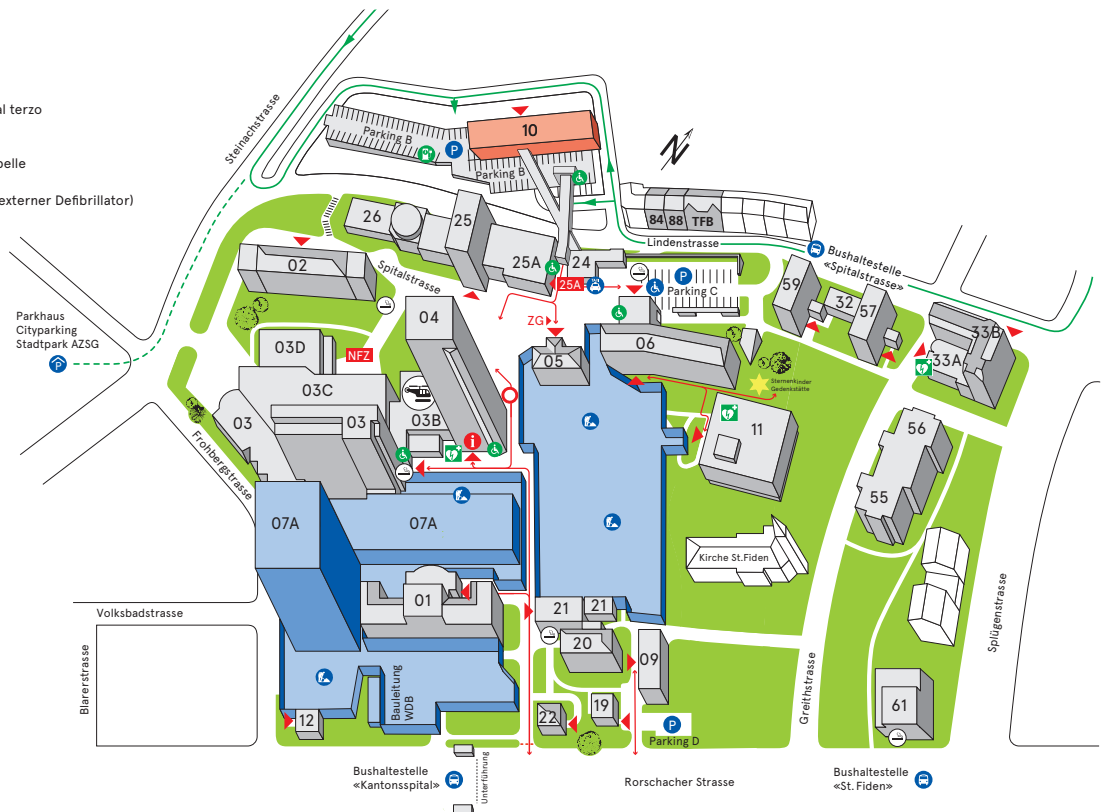 al terzo
pelle
externer Defibrillator)
Steinachstrasse
Parking B
P
10
Parking B
N
84
88
TFB
Lindenstrasse
Bushaltestelle
«Spitalstrasse»
26
25
25A
24
02
Spitalstrasse
25A
P
Parking C
59
32
57
33B
33A
Parkhaus
Cityparking
Stadtpark AZSG
P
04
ZG
05
06
03D
NFZ
Sternenkinder
Gedenkstätte
03C
03
03
03B
i
11
56
55
Frohbergstrasse
07A
07A
Kirche St.Fiden
01
21
21
20
09
Volksbadstrasse
Blarerstrasse
Bauleitung
WDB
12
22
19
P
Parking D
Greithstrasse
Splügenstrasse
61
Unterführung
Bushaltestelle
«Kantonsspital»
Rorschacher Strasse
Bushaltestelle
«St. Fiden»